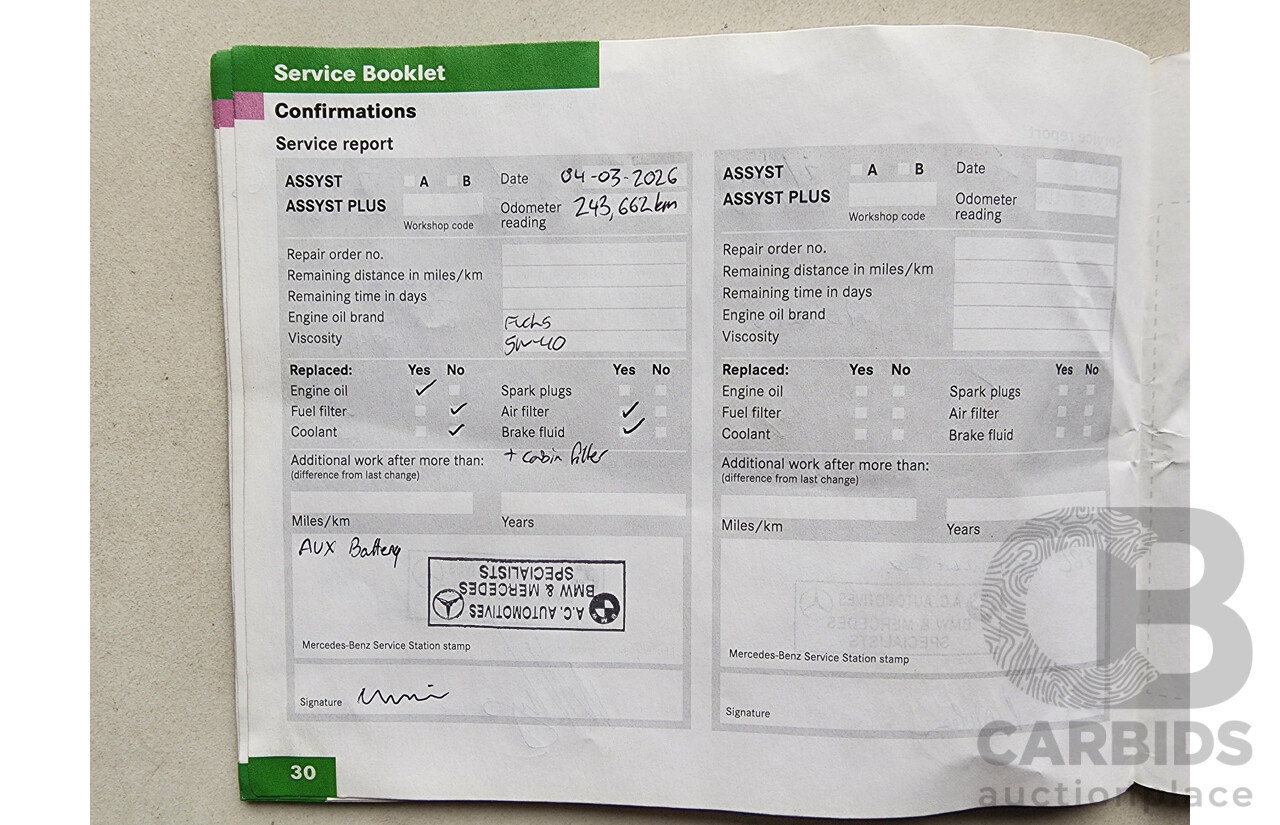 Service Booklet
Confirmations
Service report
ASSYST A B Date 04-03-2026
ASSYST PLUS Workshop code Odometer reading 243,662km
Repair order no.
Remaining distance in miles/km
Remaining time in days
Engine oil brand Fuchs
Viscosity 5W-40
Replaced: Yes No Yes No
Engine oil ✓ Spark plugs
Fuel filter ✓ Air filter ✓
Coolant ✓ Brake fluid ✓
+ cabin filter
Additional work after more than:
(difference from last change)
Miles/km Years
AUX Battery
A.C. AUTOMOTIVES
BMW & MERCEDES
SPECIALISTS
Mercedes-Benz Service Station stamp
Signature
30
ASSYST A B Date
ASSYST PLUS Workshop code Odometer reading
Repair order no.
Remaining distance in miles/km
Remaining time in days
Engine oil brand
Viscosity
Replaced: Yes No Yes No
Engine oil Spark plugs
Fuel filter Air filter
Coolant Brake fluid
Additional work after more than:
(difference from last change)
Miles/km Years
Mercedes-Benz Service Station stamp
Signature
CB
CARBIDS
auctionplace